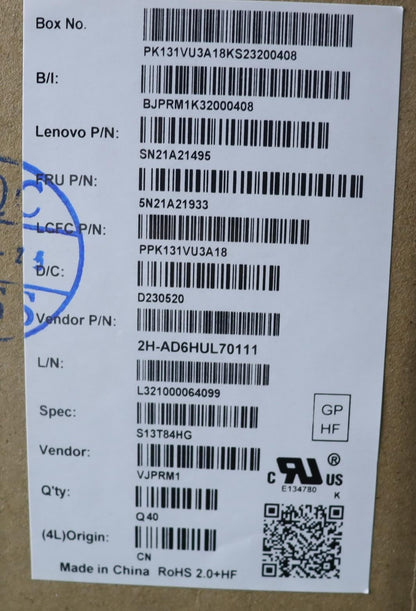 Box No.
PK131VU3A18KS23200408
B/I:
BJPRM1K32000408
Lenovo P/N:
SN21A21495
FRU P/N:
5N21A21933
LCFC P/N:
PPK131VU3A18
D/C:
D230520
Vendor P/N:
2H-AD6HUL70111
L/N:
L321000064099
Spec:
S13T84HG
GP
HF
Vendor:
VJPRM1
C RU ® US
E134780 K
Q'ty:
Q40
(4L)Origin:
CN
Made in China RoHS 2.0+HF